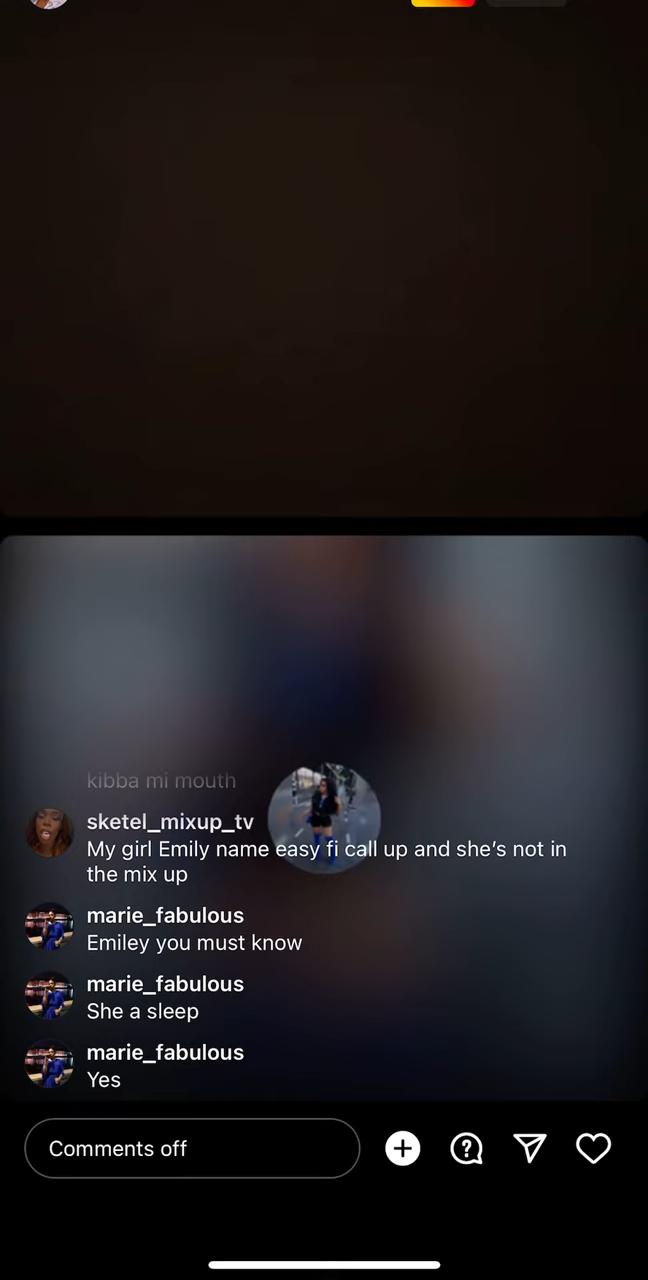 kibba mi mouth
sketel_mixup_tv
My girl Emily name easy fi call up and she's not in
the mix up
marie_fabulous
Emiley you must know
marie_fabulous
She a sleep
marie_fabulous
Yes
Comments off